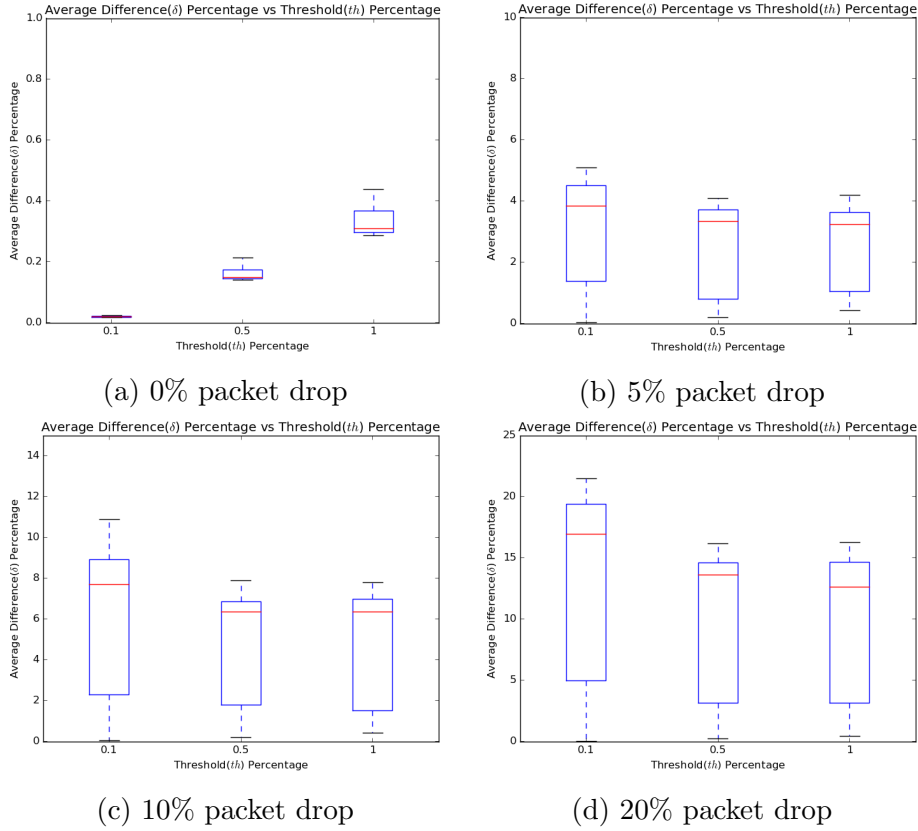 Average Difference(δ) Percentage vs Threshold(th) Percentage
1.0
0.8
0.6
0.4
0.2
0.0
Average Difference(δ) Percentage
0.1 0.5 1
Threshold(th) Percentage
(a) 0% packet drop
Average Difference(δ) Percentage vs Threshold(th) Percentage
10
8
6
4
2
0
Average Difference(δ) Percentage
0.1 0.5 1
Threshold(th) Percentage
(b) 5% packet drop
Average Difference(δ) Percentage vs Threshold(th) Percentage
14
12
10
8
6
4
2
0
Average Difference(δ) Percentage
0.1 0.5 1
Threshold(th) Percentage
(c) 10% packet drop
Average Difference(δ) Percentage vs Threshold(th) Percentage
25
20
15
10
5
0
Average Difference(δ) Percentage
0.1 0.5 1
Threshold(th) Percentage
(d) 20% packet drop